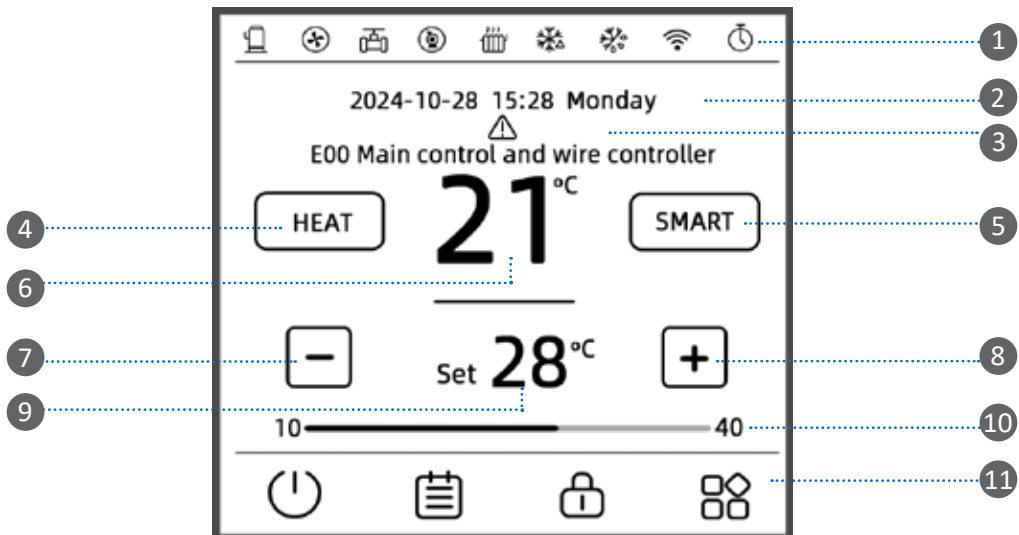 1
2024-10-28 15:28 Monday
2
3
E00 Main control and wire controller
4
HEAT
21°C
SMART
5
6
7
−
Set 28°C
+
8
9
10
40
10
11